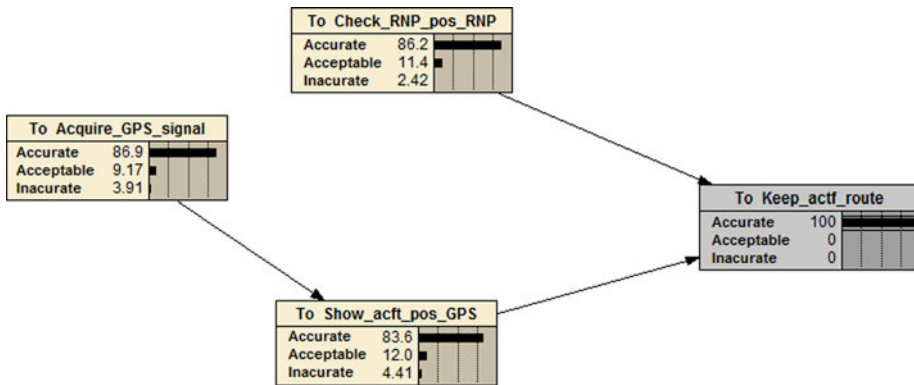 To Check_RNP_pos_RNP
Accurate 86.2
Acceptable 11.4
Inacurate 2.42
To Acquire_GPS_signal
Accurate 86.9
Acceptable 9.17
Inacurate 3.91
To Keep_actf_route
Accurate 100
Acceptable 0
Inacurate 0
To Show_acft_pos_GPS
Accurate 83.6
Acceptable 12.0
Inacurate 4.41